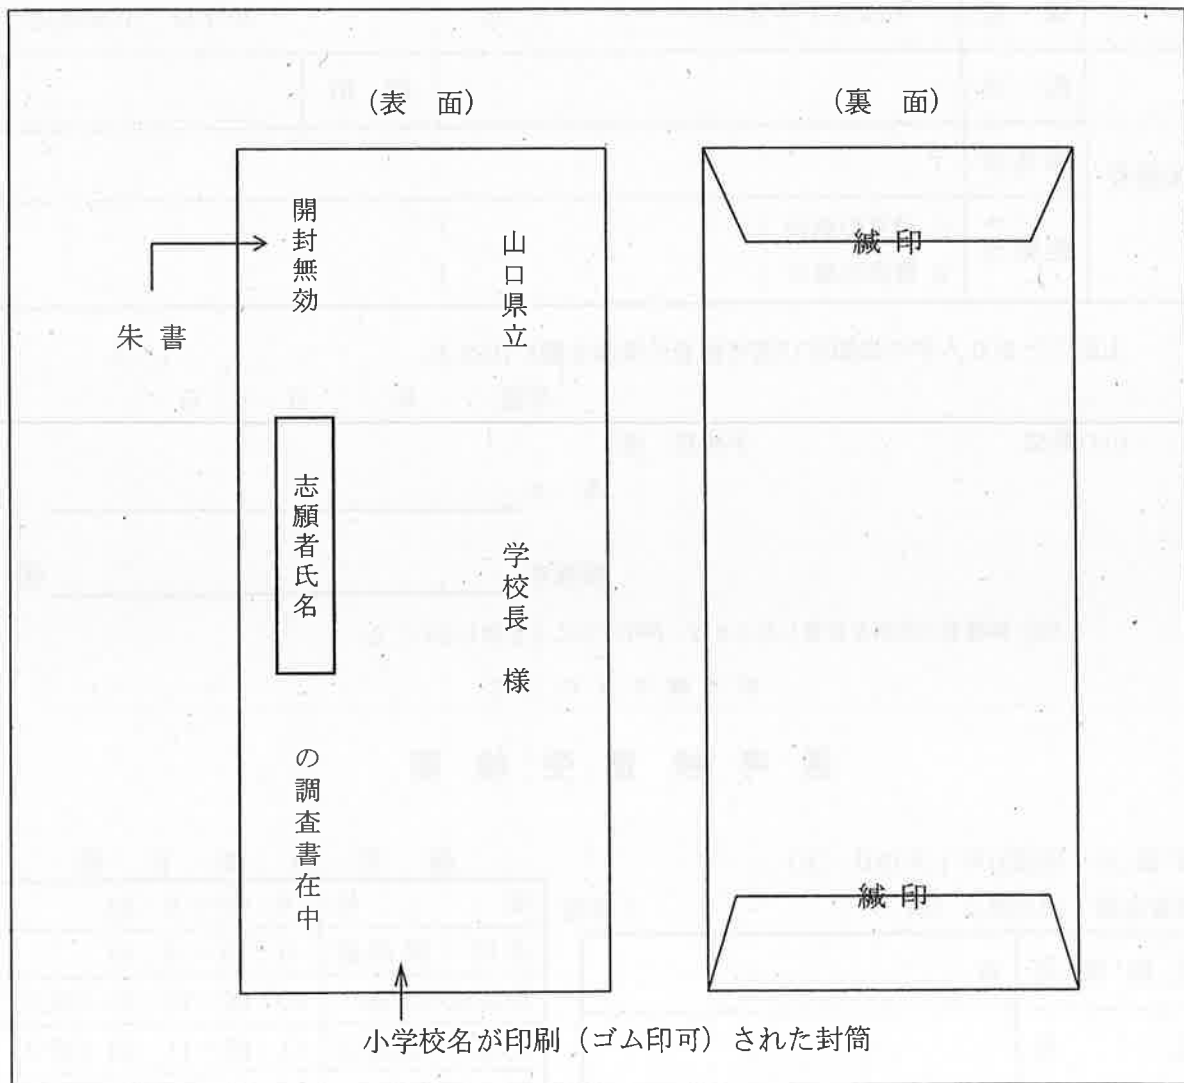 (表 面)
(裏 面)
山口県立 学校長 様
開封無効
朱書
志願者氏名
の調査書在中
緘印
緘印
小学校名が印刷(ゴム印可)された封筒